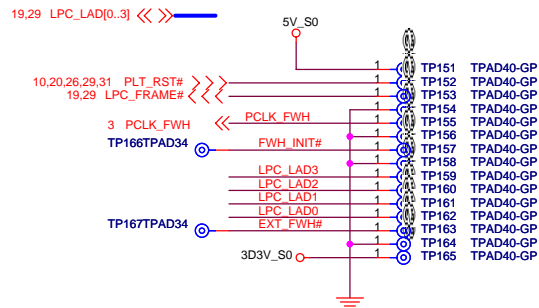 19,29 LPC_LAD[0..3]
5V_S0
1 TP151 TPAD40-GP
10,20,26,29,31 PLT_RST# 1 TP152 TPAD40-GP
19,29 LPC_FRAME# 1 TP153 TPAD40-GP
1 TP154 TPAD40-GP
3 PCLK_FWH PCLK_FWH 1 TP155 TPAD40-GP
1 TP156 TPAD40-GP
TP166TPAD34 FWH_INIT# 1 TP157 TPAD40-GP
1 TP158 TPAD40-GP
LPC_LAD3 1 TP159 TPAD40-GP
LPC_LAD2 1 TP160 TPAD40-GP
LPC_LAD1 1 TP161 TPAD40-GP
LPC_LAD0 1 TP162 TPAD40-GP
TP167TPAD34 EXT_FWH# 1 TP163 TPAD40-GP
1 TP164 TPAD40-GP
3D3V_S0 1 TP165 TPAD40-GP